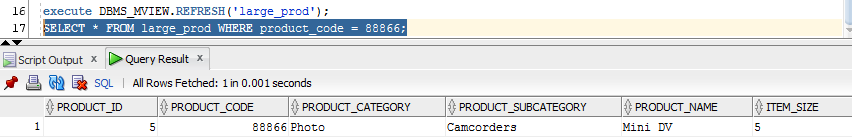 16 execute DBMS_MVIEW.REFRESH('large_prod');
17 SELECT * FROM large_prod WHERE product_code = 88866;
Script Output x Query Result x
SQL | All Rows Fetched: 1 in 0.001 seconds
PRODUCT_ID PRODUCT_CODE PRODUCT_CATEGORY PRODUCT_SUBCATEGORY PRODUCT_NAME ITEM_SIZE
1 5 88866 Photo Camcorders Mini DV 5